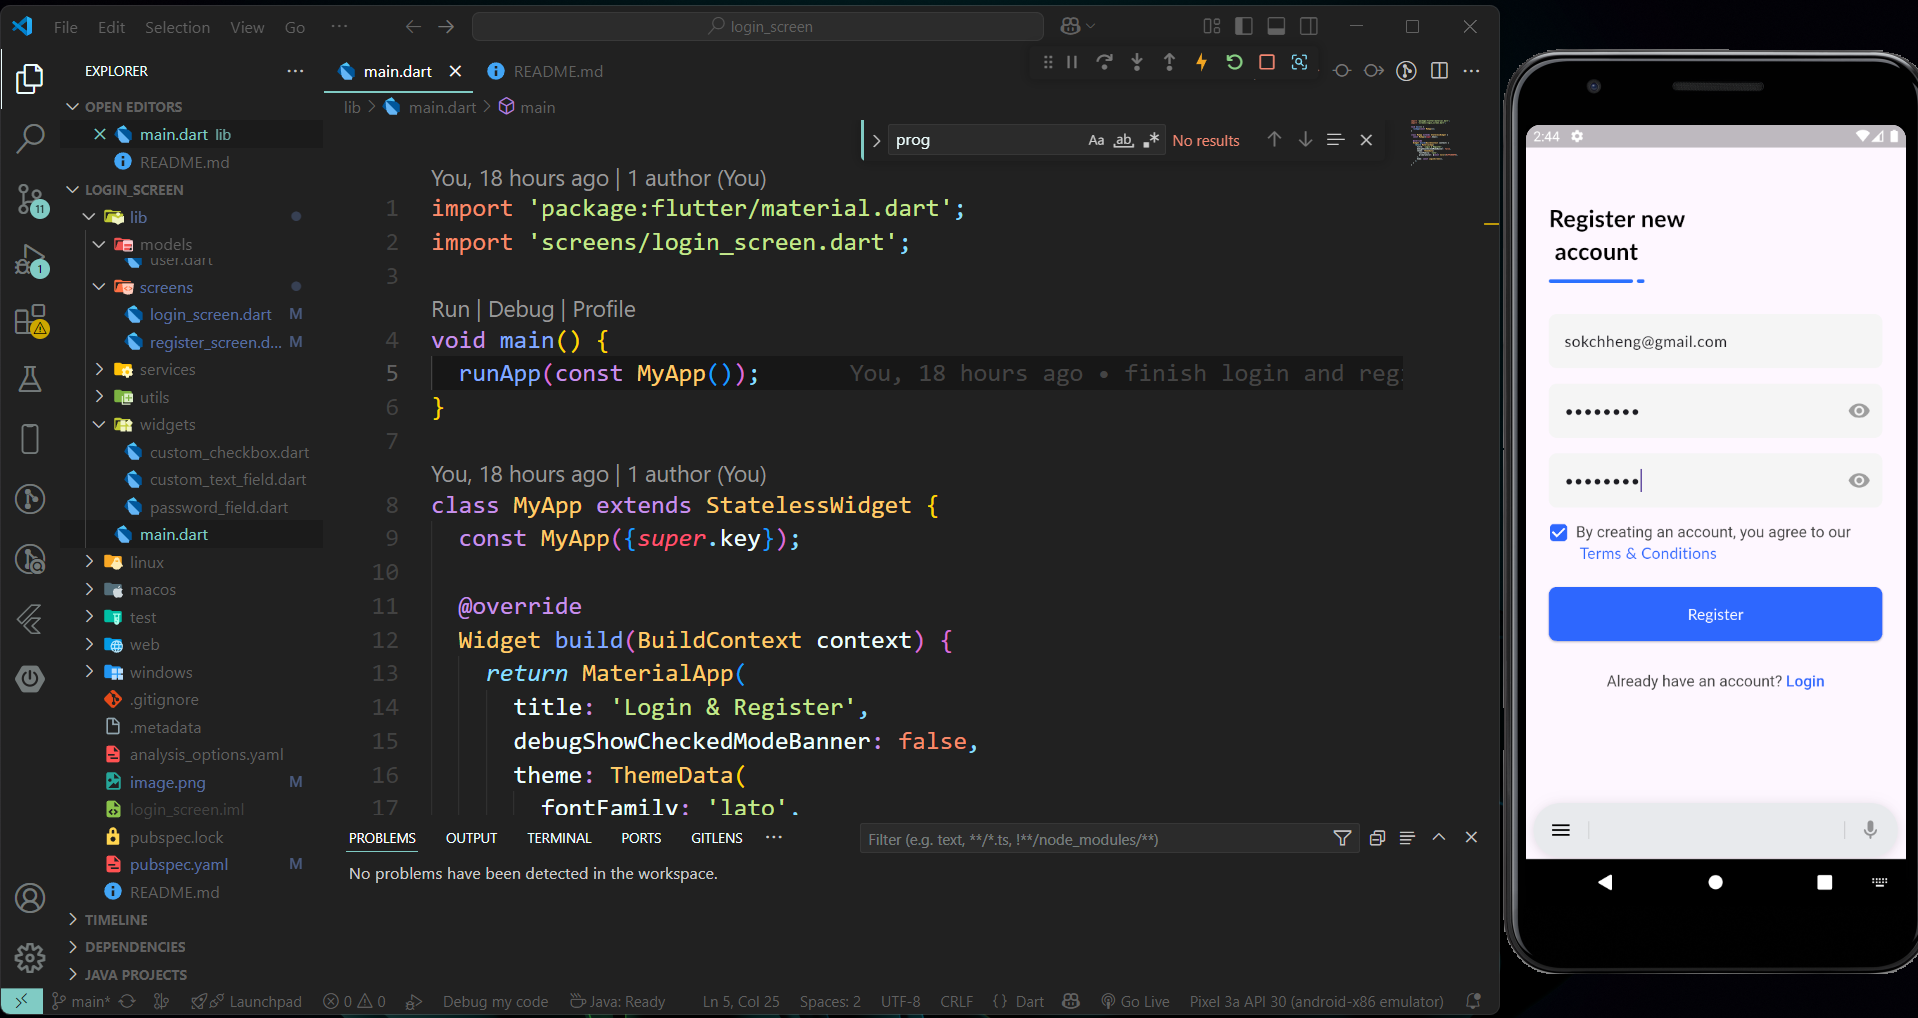 File Edit Selection View Go ··· login_screen
EXPLORER
OPEN EDITORS
main.dart lib
README.md
LOGIN_SCREEN
lib
models
user.dart
screens
login_screen.dart M
register_screen.d... M
services
utils
widgets
custom_checkbox.dart
custom_text_field.dart
password_field.dart
main.dart
linux
macos
test
web
windows
.gitignore
.metadata
analysis_options.yaml
image.png M
login_screen.iml
pubspec.lock
pubspec.yaml M
README.md
TIMELINE
DEPENDENCIES
JAVA PROJECTS
11
1
main.dart README.md
lib > main.dart > main
prog Aa ab No results
You, 18 hours ago | 1 author (You)
1 import 'package:flutter/material.dart';
2 import 'screens/login_screen.dart';
3
Run | Debug | Profile
4 void main() {
5 runApp(const MyApp()); You, 18 hours ago • finish login and reg
6 }
7
You, 18 hours ago | 1 author (You)
8 class MyApp extends StatelessWidget {
9 const MyApp({super.key});
10
11 @override
12 Widget build(BuildContext context) {
13 return MaterialApp(
14 title: 'Login & Register',
15 debugShowCheckedModeBanner: false,
16 theme: ThemeData(
17 fontFamily: 'lato',
PROBLEMS OUTPUT TERMINAL PORTS GITLENS ···
Filter (e.g. text, **/*.ts, !**/node_modules/**)
No problems have been detected in the workspace.
main* Launchpad 0 0 Debug my code Java: Ready Ln 5, Col 25 Spaces: 2 UTF-8 CRLF {} Dart Go Live Pixel 3a API 30 (android-x86 emulator)
2:44
Register new
account
sokchheng@gmail.com
••••••••
••••••••
By creating an account, you agree to our
Terms & Conditions
Register
Already have an account? Login